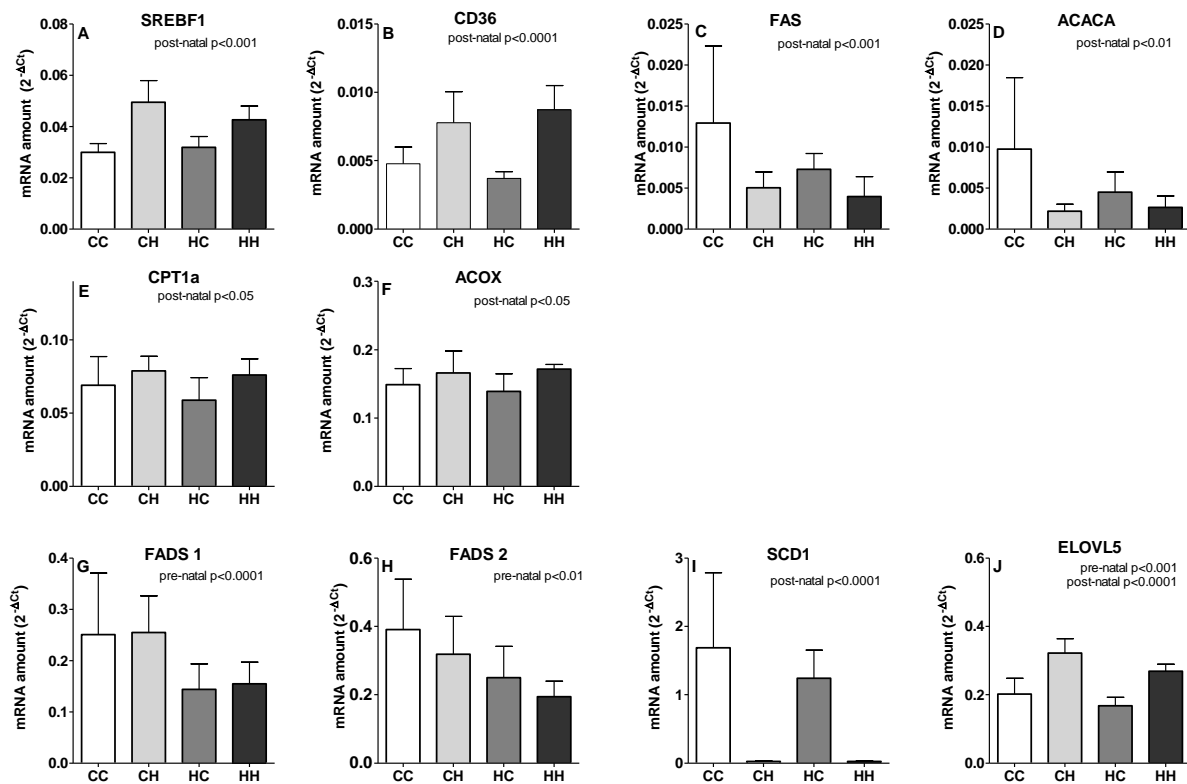 A
SREBF1
post-natal p<0.001
mRNA amount (2^-ΔCt)
0.08
0.06
0.04
0.02
0.00
CC CH HC HH
B
CD36
post-natal p<0.0001
mRNA amount (2^-ΔCt)
0.015
0.010
0.005
0.000
CC CH HC HH
C
FAS
post-natal p<0.001
mRNA amount (2^-ΔCt)
0.025
0.020
0.015
0.010
0.005
0.000
CC CH HC HH
D
ACACA
post-natal p<0.01
mRNA amount (2^-ΔCt)
0.025
0.020
0.015
0.010
0.005
0.000
CC CH HC HH
E
CPT1a
post-natal p<0.05
mRNA amount (2^-ΔCt)
0.10
0.05
0.00
CC CH HC HH
F
ACOX
post-natal p<0.05
mRNA amount (2^-ΔCt)
0.3
0.2
0.1
0.0
CC CH HC HH
G
FADS 1
pre-natal p<0.0001
mRNA amount (2^-ΔCt)
0.4
0.3
0.2
0.1
0.0
CC CH HC HH
H
FADS 2
pre-natal p<0.01
mRNA amount (2^-ΔCt)
0.6
0.4
0.2
0.0
CC CH HC HH
I
SCD1
postnatal p<0.0001
mRNA amount (2^-ΔCt)
3
2
1
0
CC CH HC HH
J
ELOVL5
pre-natal p<0.001
postnatal p<0.0001
mRNA amount (2^-ΔCt)
0.6
0.4
0.2
0.0
CC CH HC HH